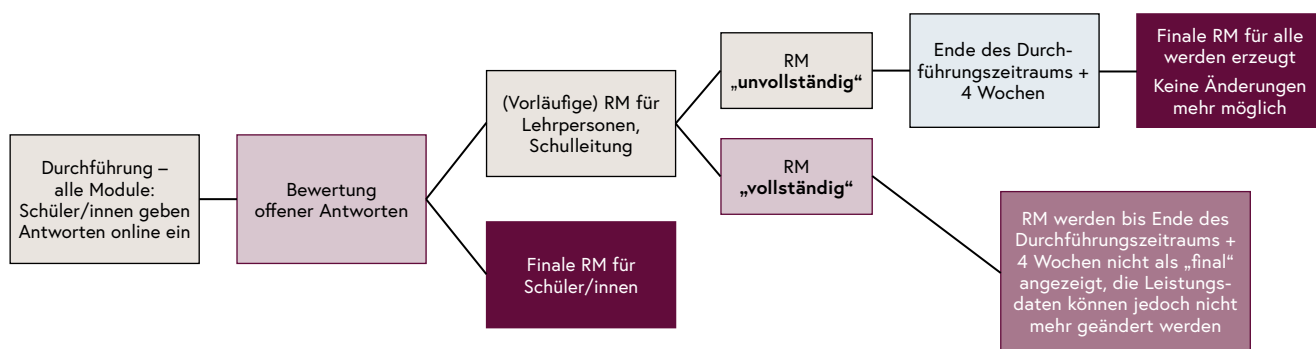 Durchführung –
alle Module:
Schüler/innen geben
Antworten online ein
Bewertung
offener Antworten
(Vorläufige) RM für
Lehrpersonen,
Schulleitung
Finale RM für
Schüler/innen
RM
„unvollständig“
RM
„vollständig“
Ende des Durch-
führungszeitraums +
4 Wochen
Finale RM für alle
werden erzeugt
Keine Änderungen
mehr möglich
RM werden bis Ende des
Durchführungszeitraums +
4 Wochen nicht als „final“
angezeigt, die Leistungs-
daten können jedoch nicht
mehr geändert werden